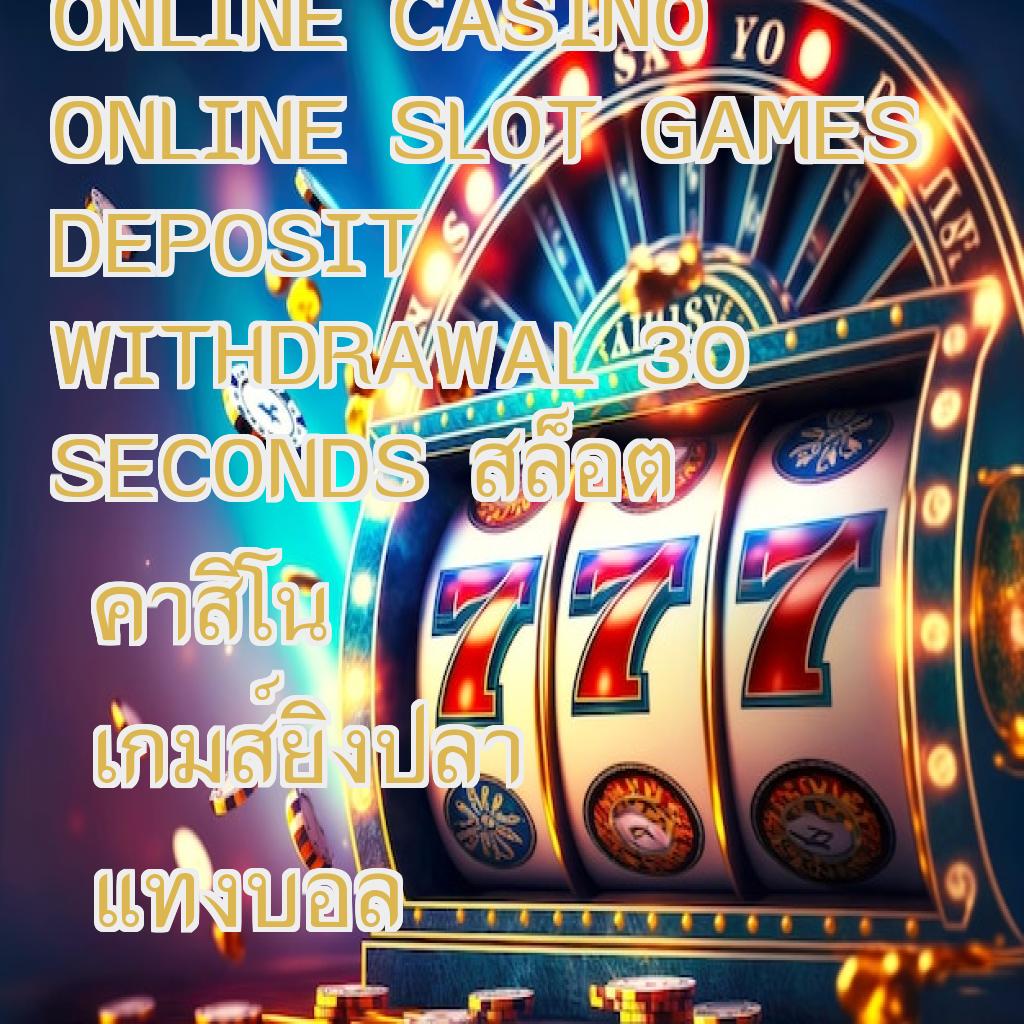 ONLINE CASINO
ONLINE SLOT GAMES
DEPOSIT
WITHDRAWAL 30
SECONDS สล็อต
คาสิโน
เกมส์ยิงปลา
แทงบอล
777